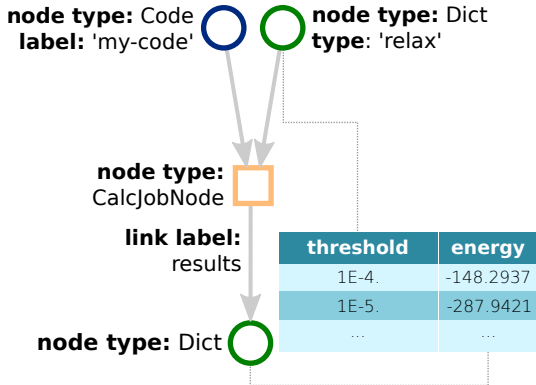 node type: Code
label: 'my-code'
node type: Dict
type: 'relax'
node type:
CalcJobNode
link label:
results
threshold energy
1E-4. -148.2937
1E-5. -287.9421
... ...
node type: Dict